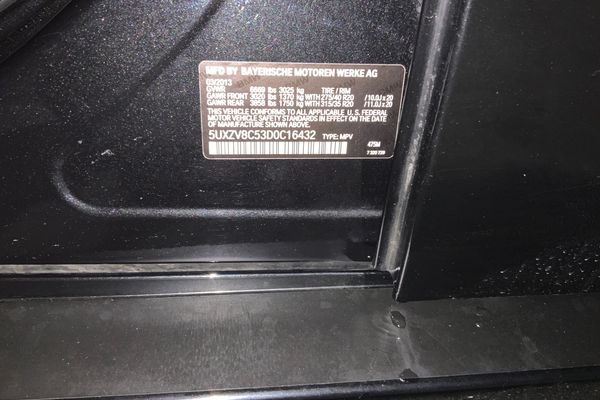 MFD BY BAYERISCHE MOTOREN WERKE AG
03/2013
GVWR 6669 lbs 3025 kg TIRE / RIM
GAWR FRONT 3020 lbs 1370 kg WITH 275/40 R20 /10.0J x 20
GAWR REAR 3858 lbs 1750 kg WITH 315/35 R20 /11.0J x 20
THIS VEHICLE CONFORMS TO ALL APPLICABLE U.S. FEDERAL
MOTOR VEHICLE SAFETY STANDARDS IN EFFECT ON
THE DATE OF MANUFACTURE SHOWN ABOVE.
5UXZV8C53D0C16432 TYPE: MPV
475M
7 220 729